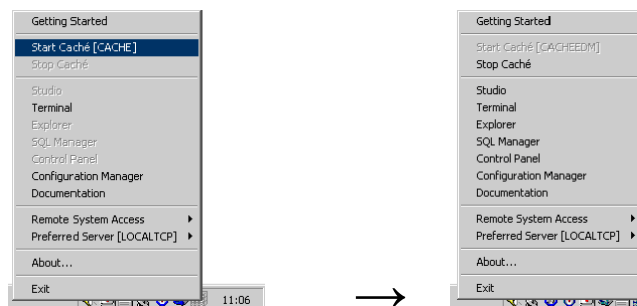 Getting Started
Start Caché [CACHE]
Stop Caché
Studio
Terminal
Explorer
SQL Manager
Control Panel
Configuration Manager
Documentation
Remote System Access
Preferred Server [LOCALTCP]
About...
Exit
11:06
→
Getting Started
Start Caché [CACHEEDM]
Stop Caché
Studio
Terminal
Explorer
SQL Manager
Control Panel
Configuration Manager
Documentation
Remote System Access
Preferred Server [LOCALTCP]
About...
Exit